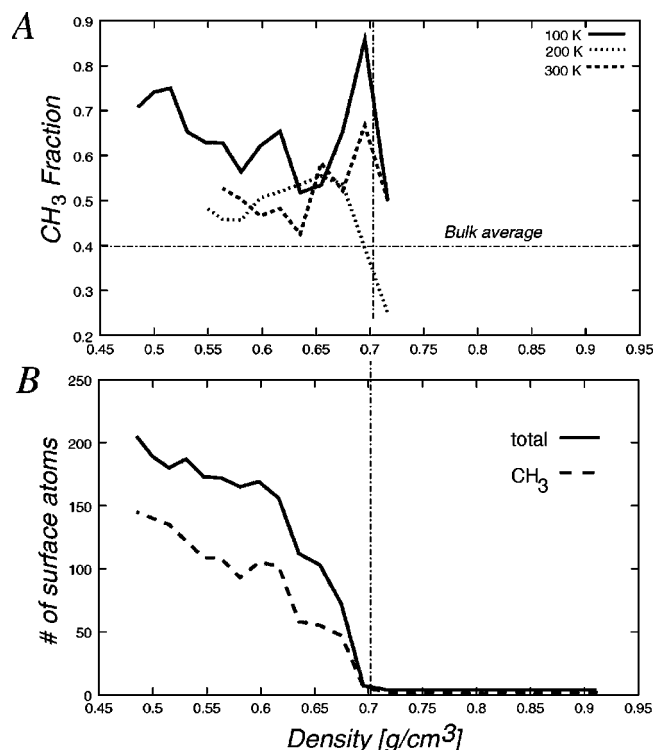 A
0.9
0.8
0.7
0.6
0.5
0.4
0.3
0.2
CH3 Fraction
100 K
200 K
300 K
Bulk average
0.45 0.5 0.55 0.6 0.65 0.7 0.75 0.8 0.85 0.9 0.95
B
250
200
150
100
50
0
# of surface atoms
total
CH3
0.45 0.5 0.55 0.6 0.65 0.7 0.75 0.8 0.85 0.9 0.95
Density [g/cm3]